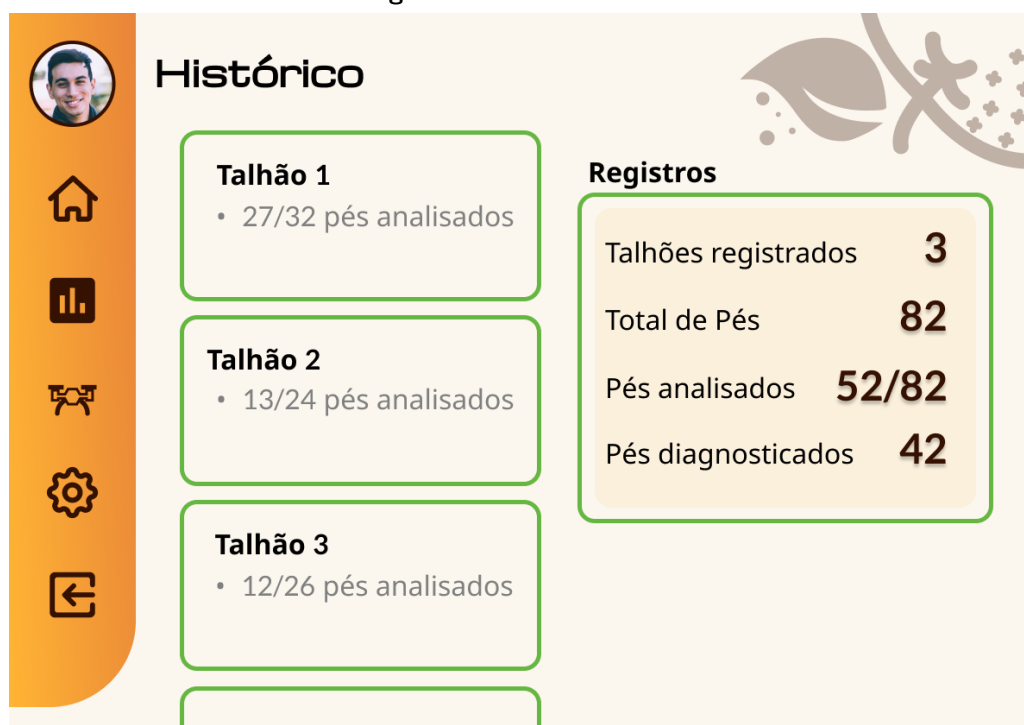 Histórico
Talhão 1
• 27/32 pés analisados
Talhão 2
• 13/24 pés analisados
Talhão 3
• 12/26 pés analisados
Registros
Talhões registrados 3
Total de Pés 82
Pés analisados 52/82
Pés diagnosticados 42